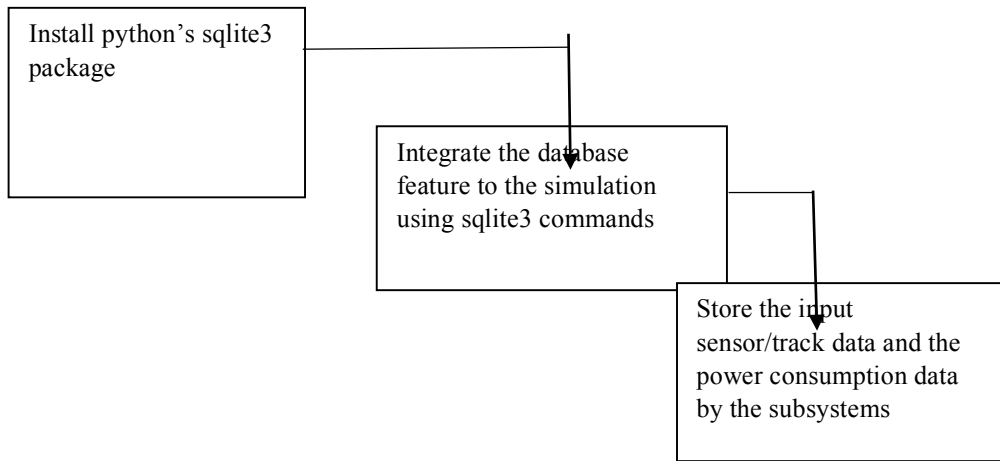 Install python’s sqlite3
package
Integrate the database
feature to the simulation
using sqlite3 commands
Store the input
sensor/track data and the
power consumption data
by the subsystems